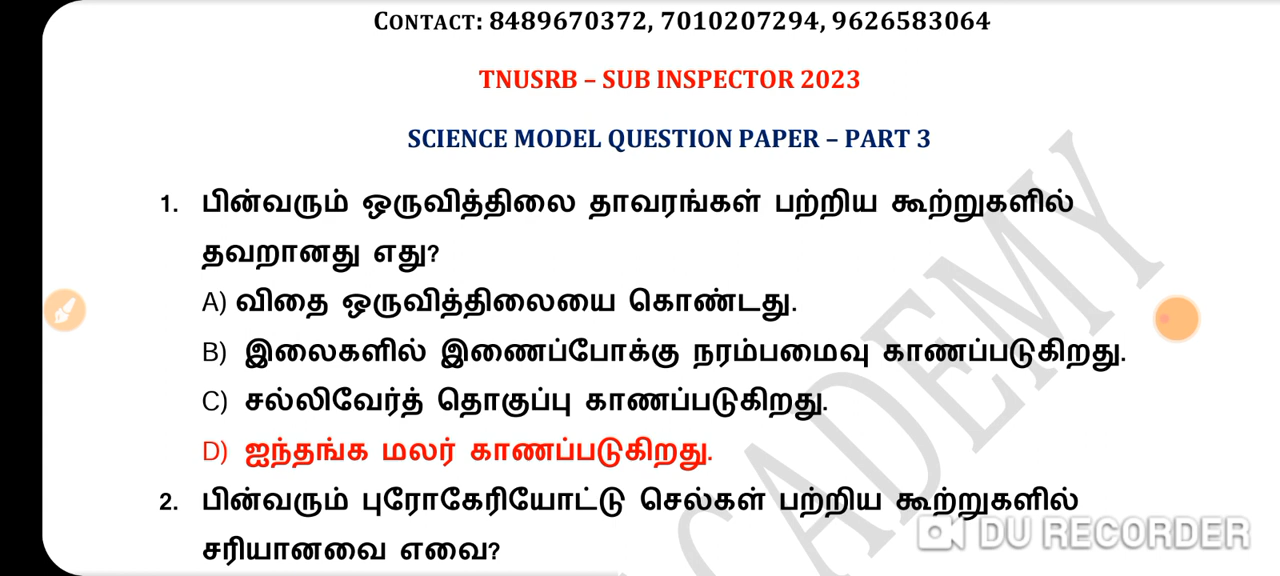 CONTACT: 8489670372, 7010207294, 9626583064
TNUSRB – SUB INSPECTOR 2023
SCIENCE MODEL QUESTION PAPER – PART 3
1. பின்வரும் ஒருவித்திலை தாவரங்கள் பற்றிய கூற்றுகளில்
தவறானது எது?
A) விதை ஒருவித்திலையை கொண்டது.
B) இலைகளில் இணைப்போக்கு நரம்பமைவு காணப்படுகிறது.
C) சல்லிவேர்த் தொகுப்பு காணப்படுகிறது.
D) ஐந்தங்க மலர் காணப்படுகிறது.
2. பின்வரும் புரோகேரியோட்டு செல்கள் பற்றிய கூற்றுகளில்
சரியானவை எவை?
CADEMY
DU RECORDER